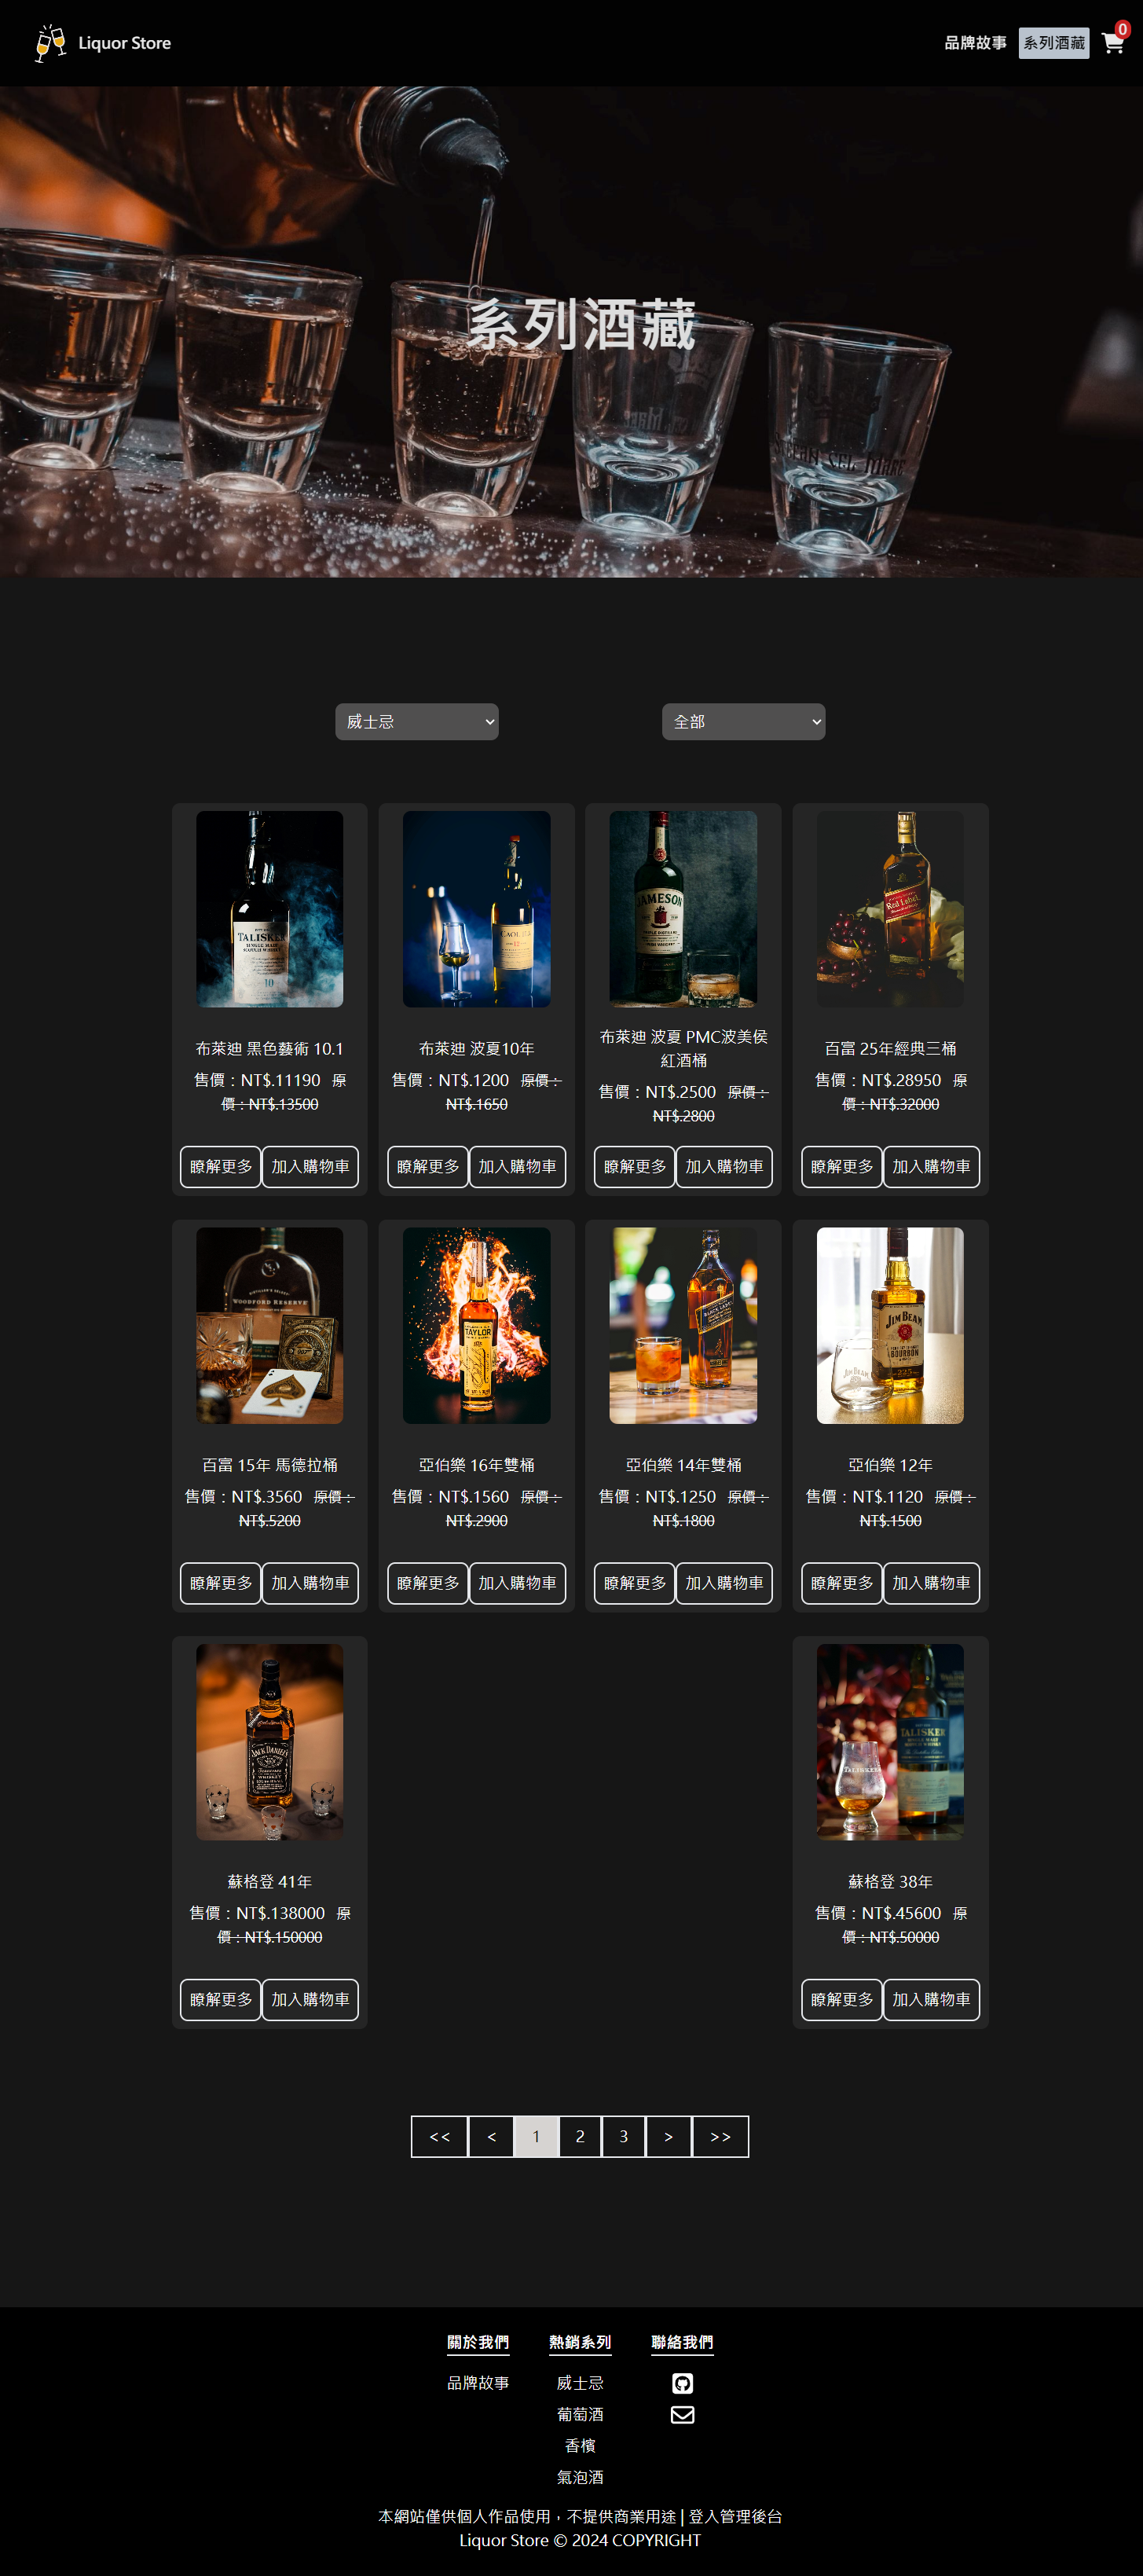 Liquor Store
品牌故事
系列酒藏
0
系列酒藏
威士忌
全部
TALISKER
10
JAMESON
Red Label
布萊迪 黑色藝術 10.1
售價：NT$.11190 原
價：NT$.13500
瞭解更多
加入購物車
布萊迪 波夏10年
售價：NT$.1200 原價：
NT$.1650
瞭解更多
加入購物車
布萊迪 波夏 PMC波美侯
紅酒桶
售價：NT$.2500 原價：
NT$.2800
瞭解更多
加入購物車
百富 25年經典三桶
售價：NT$.28950 原
價：NT$.32000
瞭解更多
加入購物車
WOODFORD RESERVE
TAYLOR
BLACK LABEL
JIM BEAM
BOURBON
百富 15年 馬德拉桶
售價：NT$.3560 原價：
NT$.5200
瞭解更多
加入購物車
亞伯樂 16年雙桶
售價：NT$.1560 原價：
NT$.2900
瞭解更多
加入購物車
亞伯樂 14年雙桶
售價：NT$.1250 原價：
NT$.1800
瞭解更多
加入購物車
亞伯樂 12年
售價：NT$.1120 原價：
NT$.1500
瞭解更多
加入購物車
JACK DANIEL'S
TALISKER
蘇格登 41年
售價：NT$.138000 原
價：NT$.150000
瞭解更多
加入購物車
蘇格登 38年
售價：NT$.45600 原
價：NT$.50000
瞭解更多
加入購物車
<< < 1 2 3 > >>
關於我們
品牌故事
熱銷系列
威士忌
葡萄酒
香檳
氣泡酒
聯絡我們
本網站僅供個人作品使用，不提供商業用途 | 登入管理後台
Liquor Store © 2024 COPYRIGHT